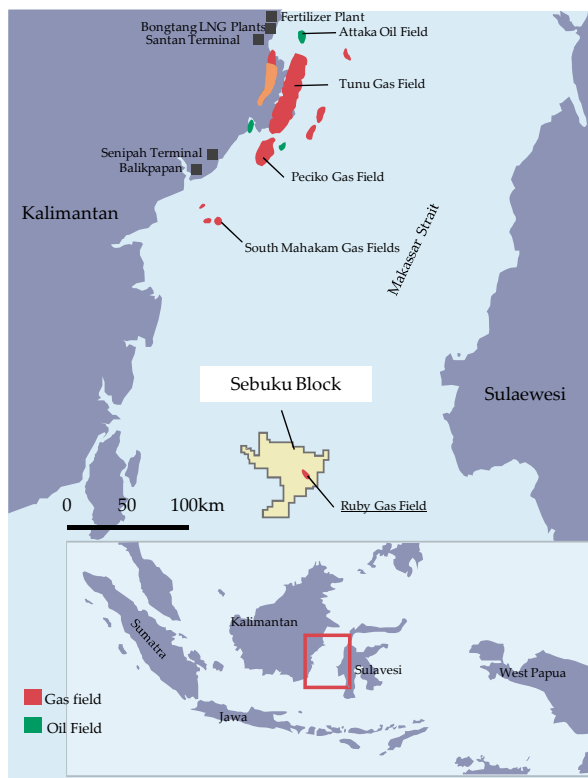 Fertilizer Plant
Bongtang LNG Plants
Attaka Oil Field
Santan Terminal
Tunu Gas Field
Senipah Terminal
Balikpapan
Peciko Gas Field
Kalimantan
South Mahakam Gas Fields
Makassar Strait
Sebuku Block
Sulaewesi
0 50 100km
Ruby Gas Field
Kalimantan
Sumatra
Sulavesi
West Papua
Gas field
Jawa
Oil Field